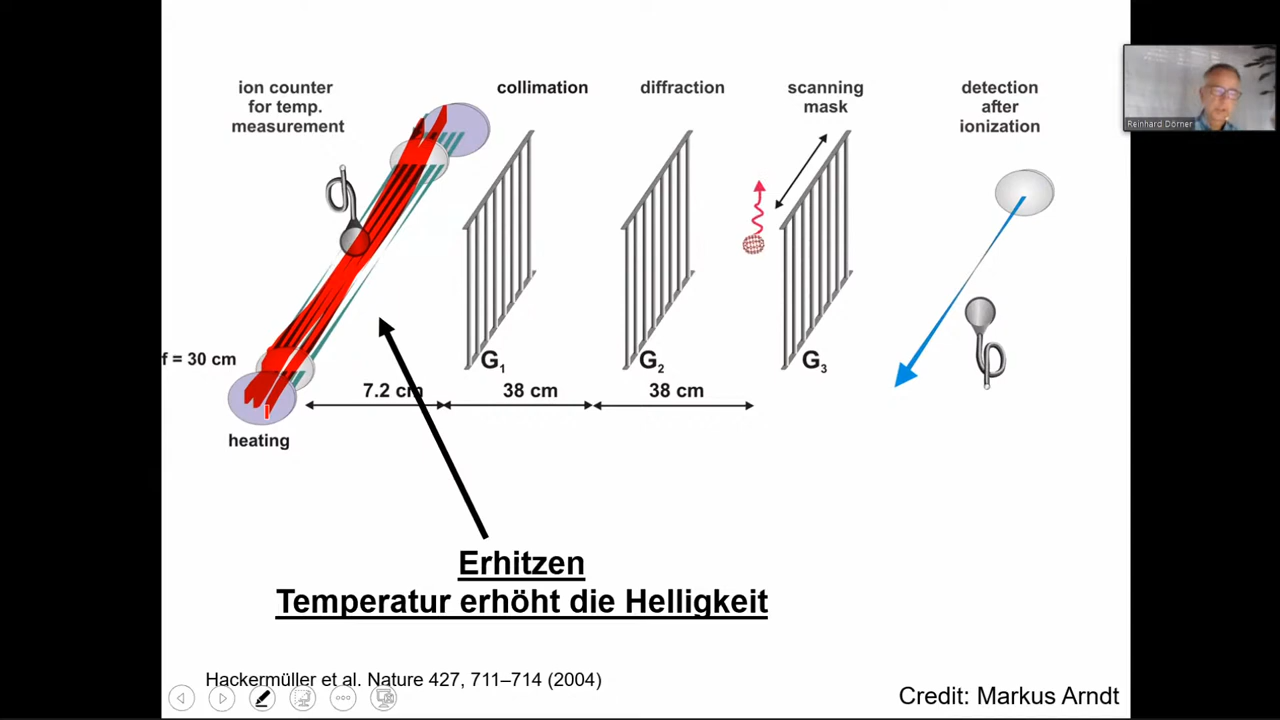 ion counter
for temp.
measurement
collimation
diffraction
scanning
mask
detection
after
ionization
Reinhard Dörner
f = 30 cm
G1
G2
G3
7.2 cm
38 cm
38 cm
heating
Erhitzen
Temperatur erhöht die Helligkeit
Hackermüller et al. Nature 427, 711–714 (2004)
Credit: Markus Arndt